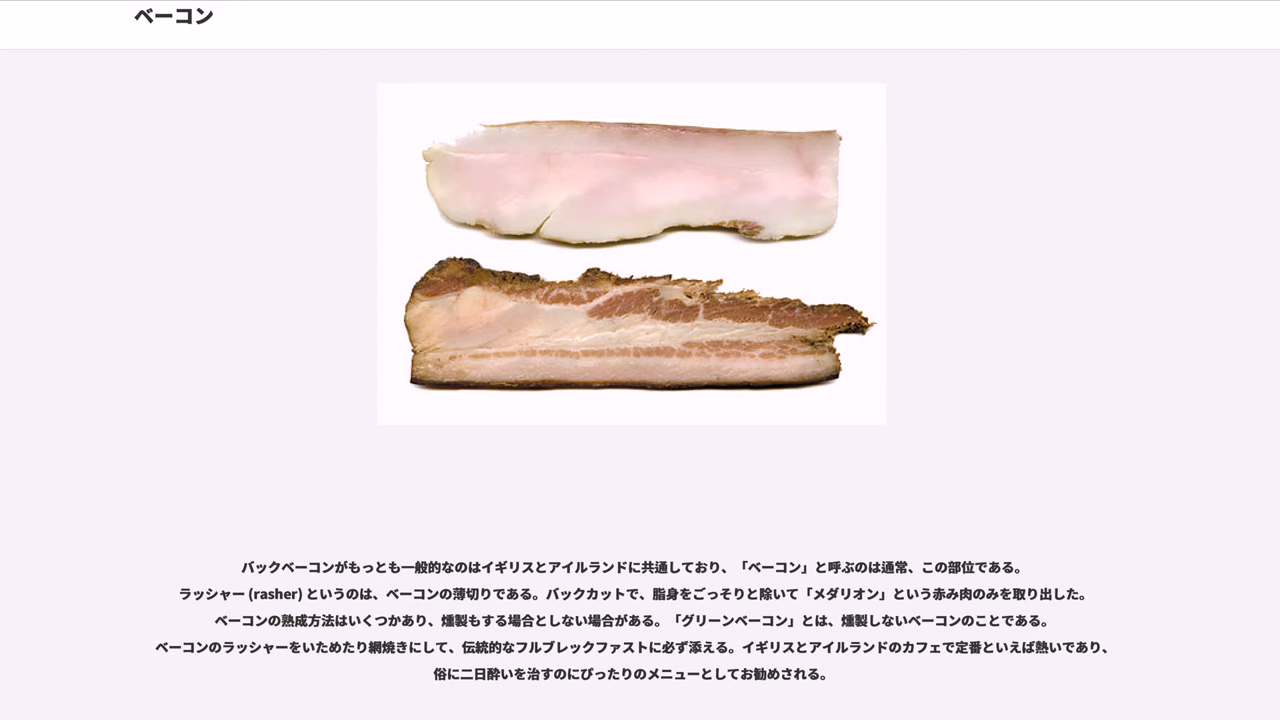 ベーコン
バックベーコンがもっとも一般的なのはイギリスとアイルランドに共通しており、「ベーコン」と呼ぶのは通常、この部位である。
ラッシャー (rasher) というのは、ベーコンの薄切りである。バックカットで、脂身をごっそりと除いて「メダリオン」という赤み肉のみを取り出した。
ベーコンの熟成方法はいくつかあり、燻製もする場合としない場合がある。「グリーンベーコン」とは、燻製しないベーコンのことである。
ベーコンのラッシャーをいためたり網焼きにして、伝統的なフルブレックファストに必ず添える。イギリスとアイルランドのカフェで定番といえば熱いであり、
俗に二日酔いを治すのにぴったりのメニューとしてお勧めされる。